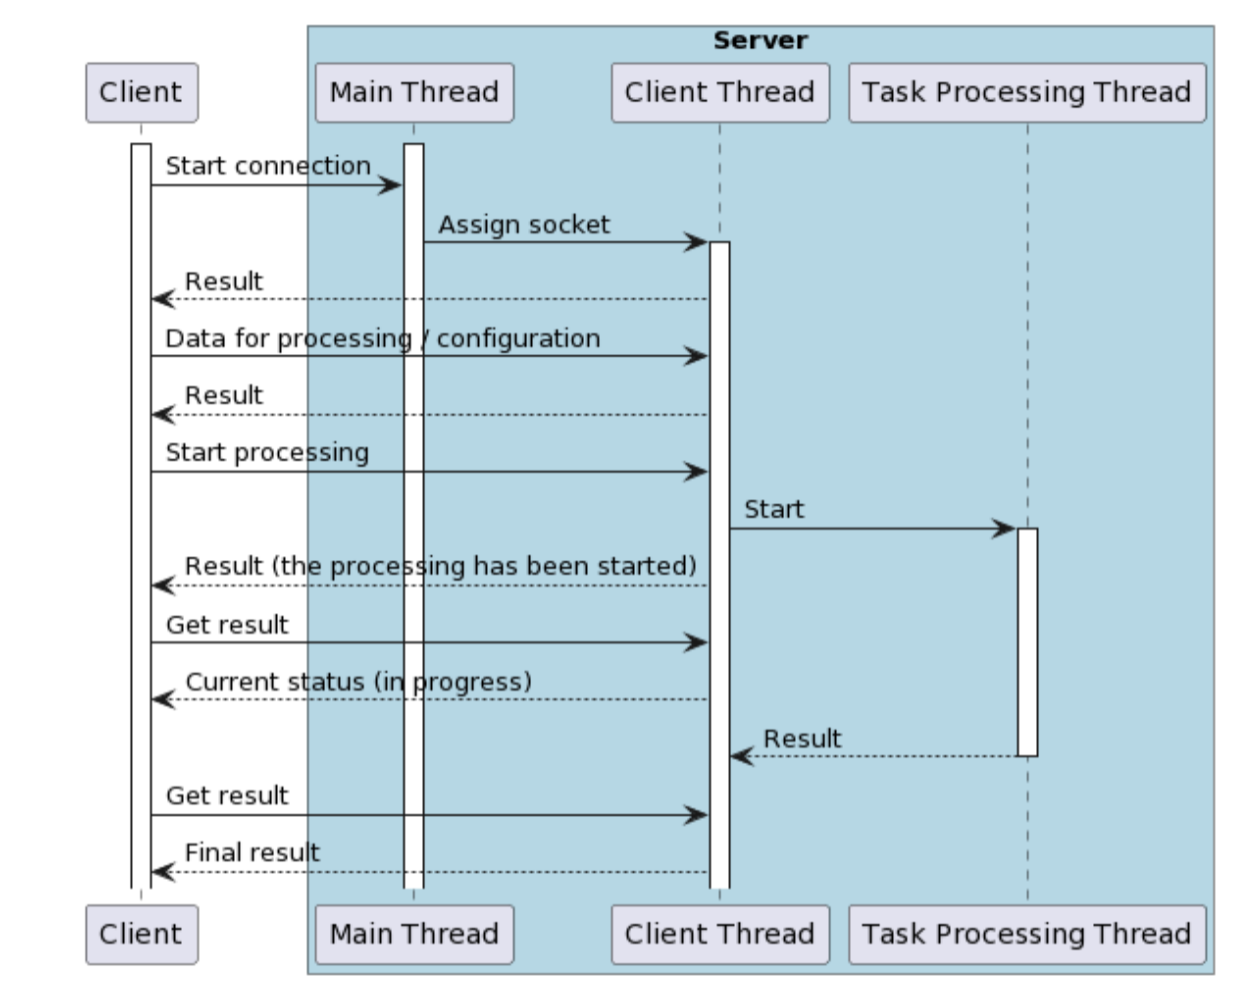 Server
Client
Main Thread
Client Thread
Task Processing Thread
Start connection
Assign socket
Result
Data for processing / configuration
Result
Start processing
Start
Result (the processing has been started)
Get result
Current status (in progress)
Result
Get result
Final result
Client
Main Thread
Client Thread
Task Processing Thread